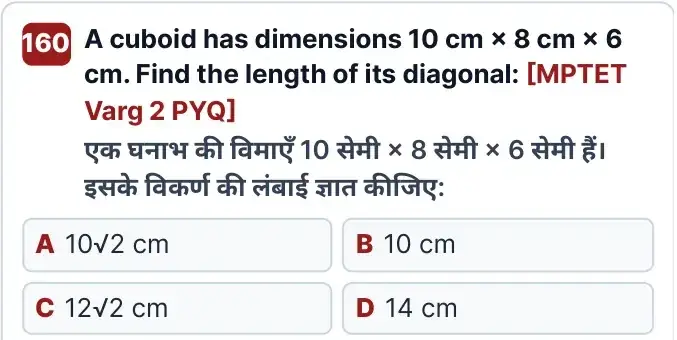 160 A cuboid has dimensions 10 cm × 8 cm × 6
cm. Find the length of its diagonal: [MPTET
Varg 2 PYQ]
एक घनाभ की विमाएँ 10 सेमी × 8 सेमी × 6 सेमी हैं।
इसके विकर्ण की लंबाई ज्ञात कीजिए:
A 10√2 cm B 10 cm
C 12√2 cm D 14 cm